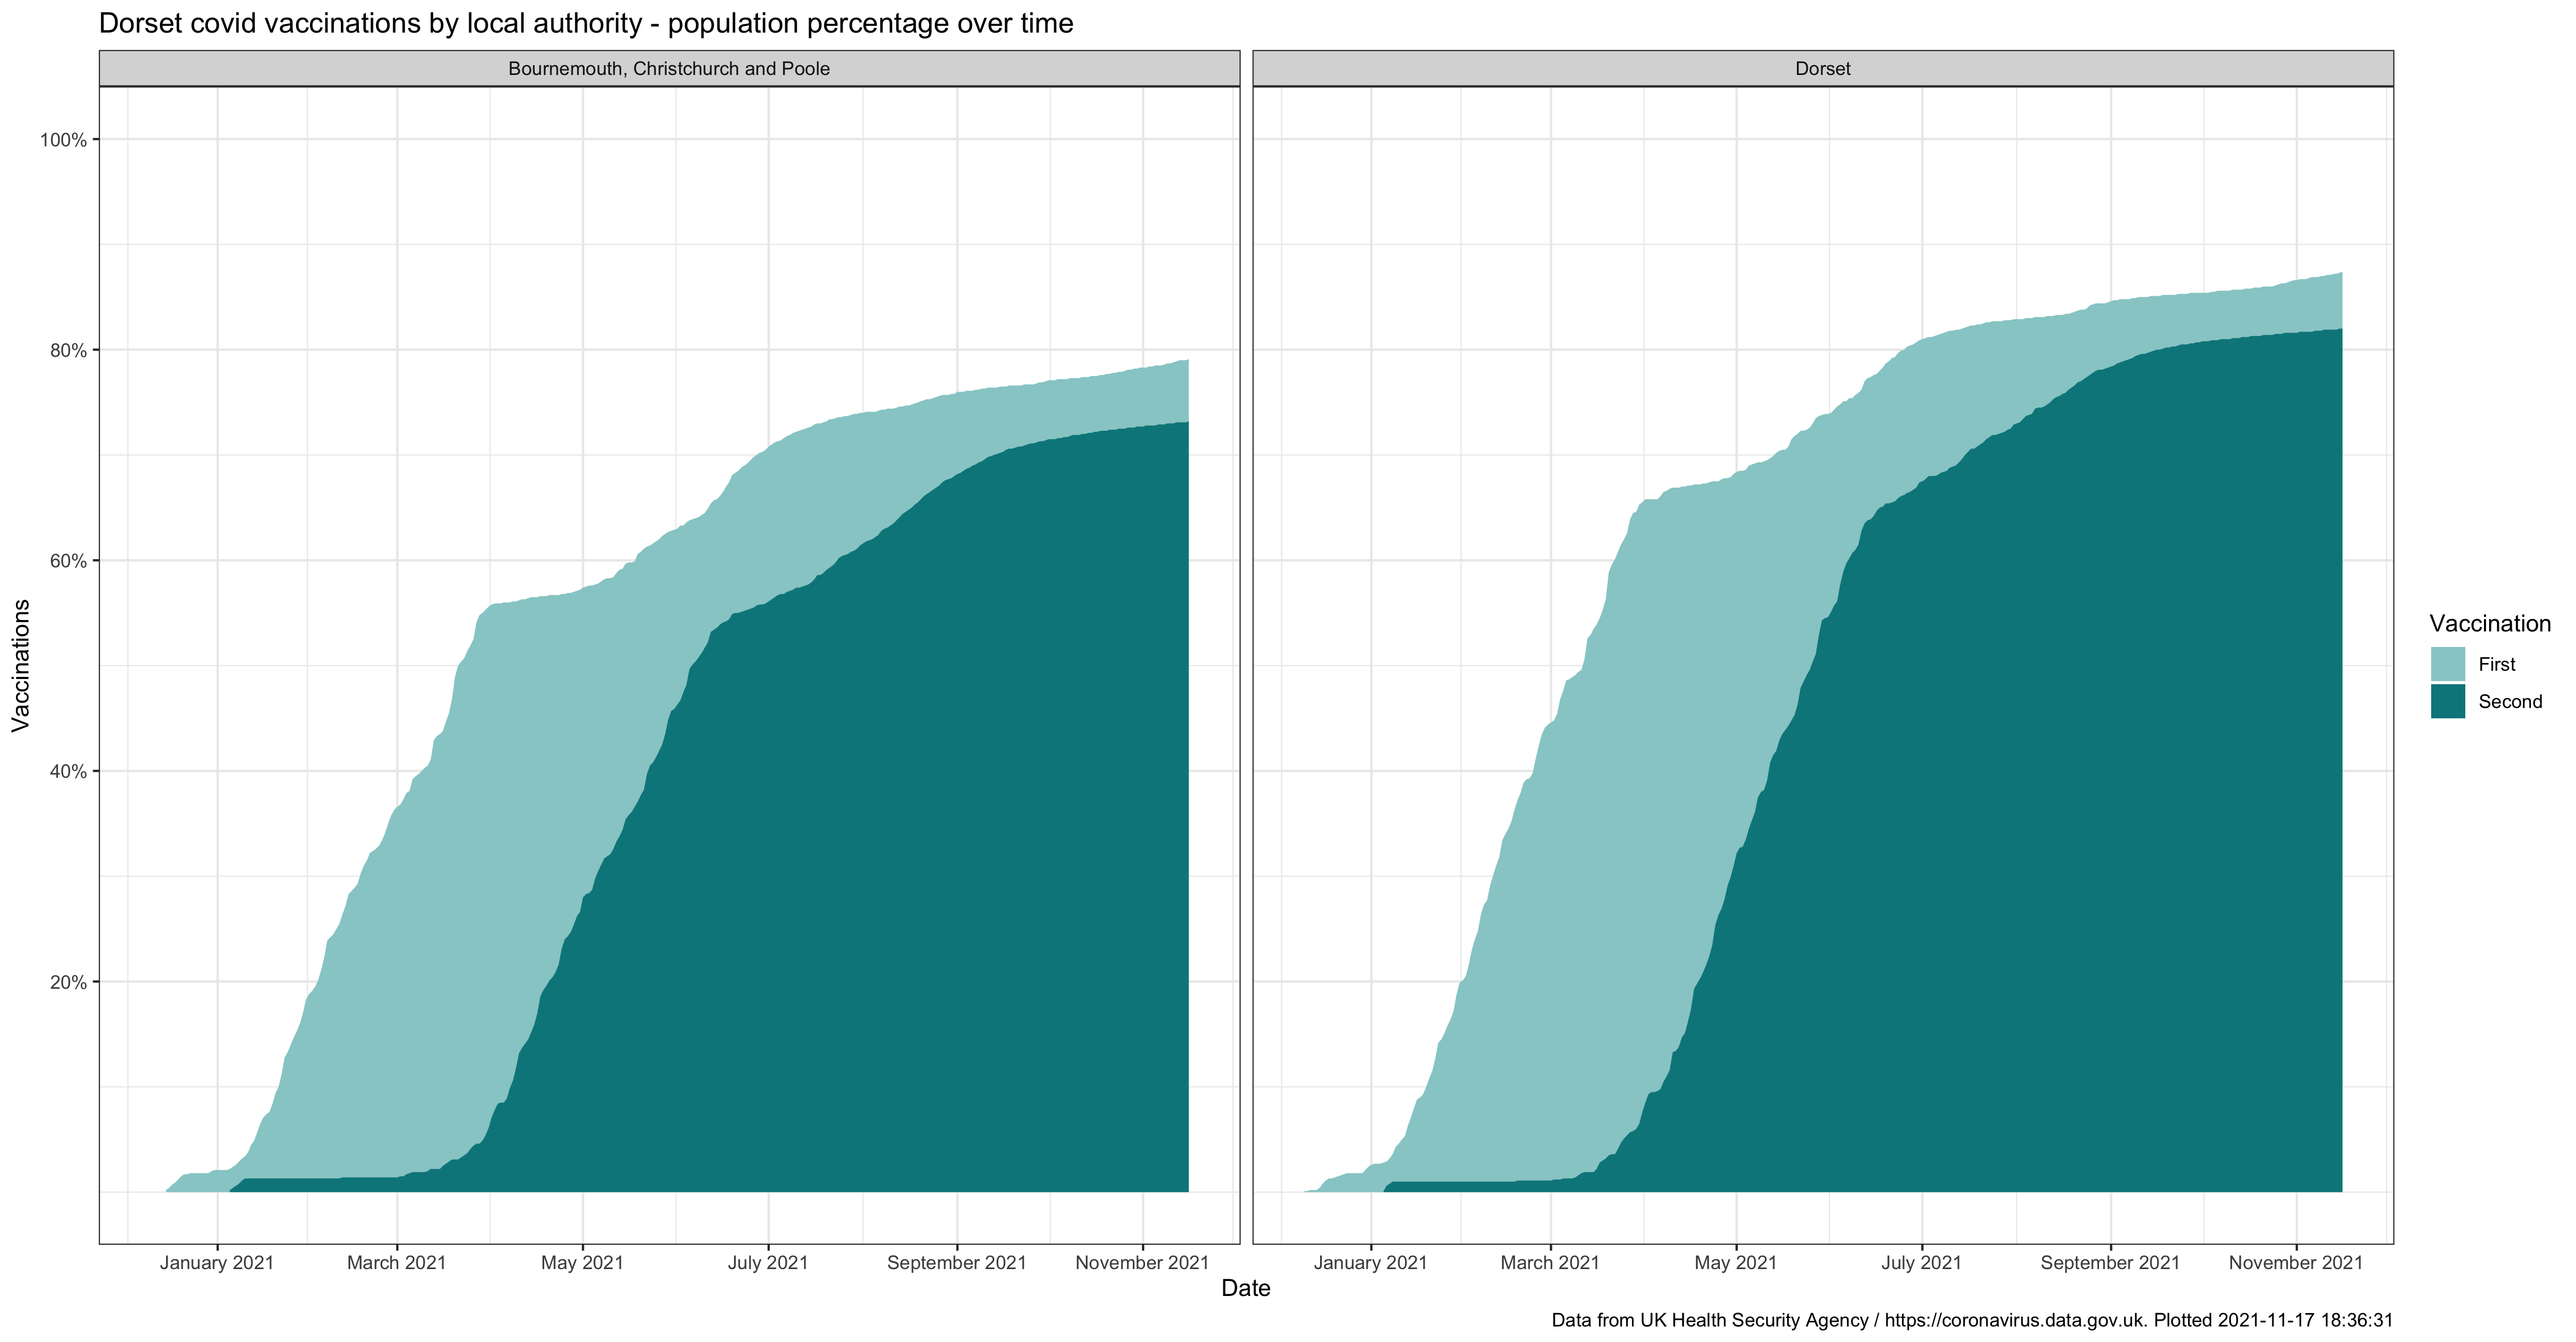 Dorset covid vaccinations by local authority - population percentage over time
Bournemouth, Christchurch and Poole
Dorset
100%
80%
60%
40%
20%
Vaccinations
January 2021
March 2021
May 2021
July 2021
September 2021
November 2021
January 2021
March 2021
May 2021
July 2021
September 2021
November 2021
Date
Vaccination
First
Second
Data from UK Health Security Agency / https://coronavirus.data.gov.uk. Plotted 2021-11-17 18:36:31